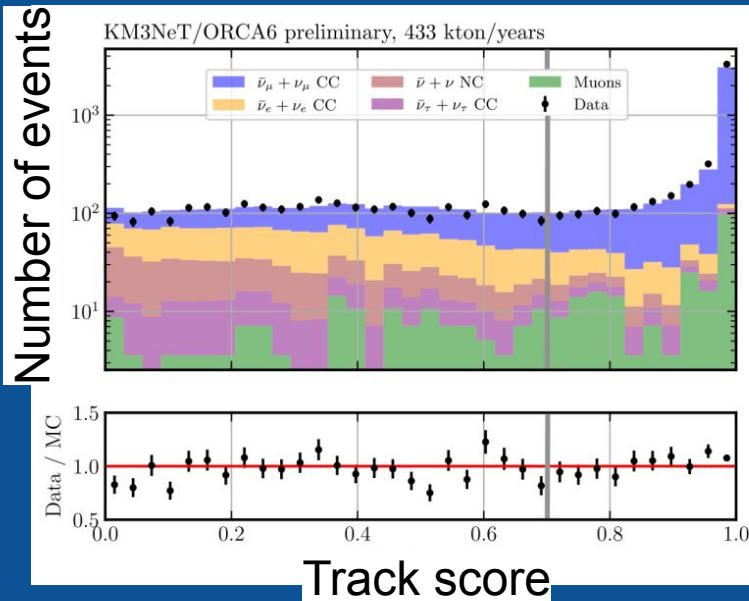 KM3NeT/ORCA6 preliminary, 433 kton/years
Number of events
ν̄μ + νμ CC
ν̄e + νe CC
ν̄ + ν NC
ν̄τ + ντ CC
Muons
Data
10³
10²
10¹
Data / MC
1.5
1.0
0.5
0.0 0.2 0.4 0.6 0.8 1.0
Track score